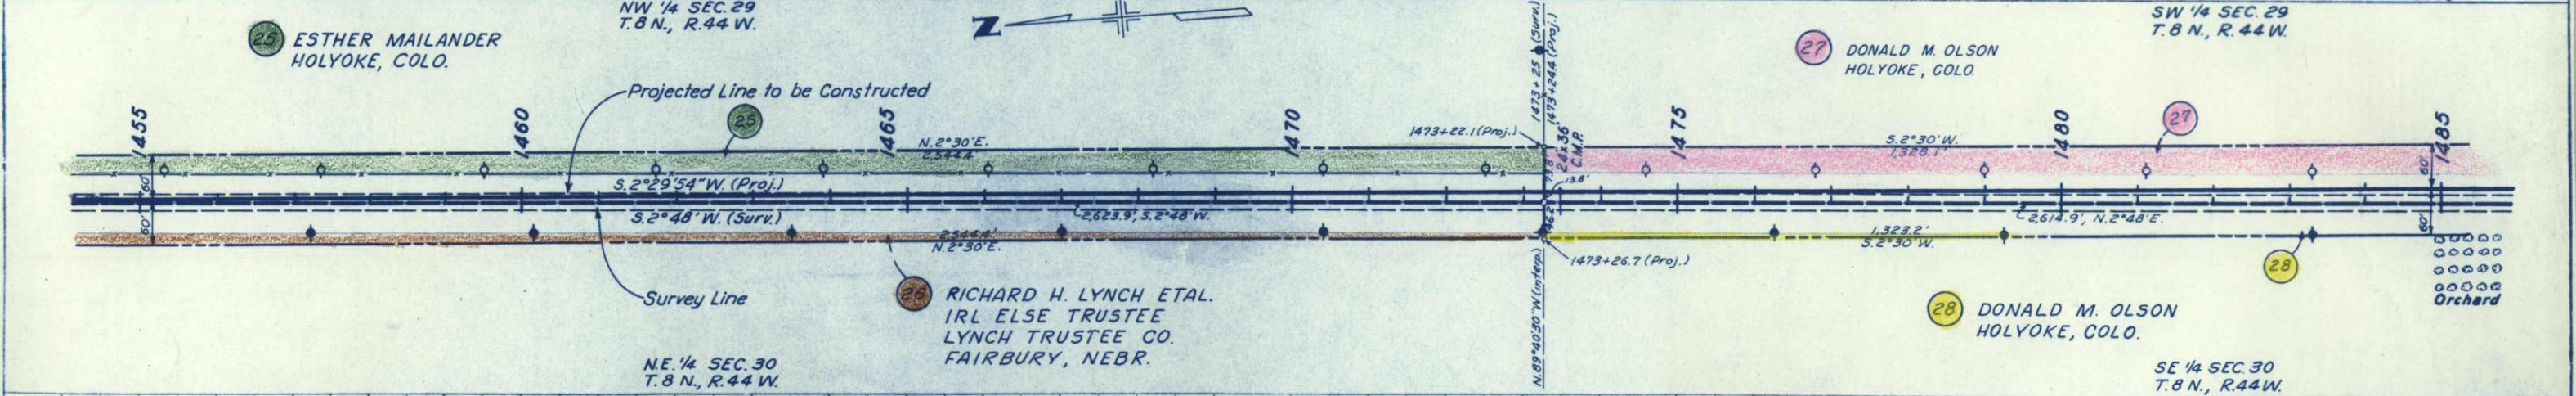 NW 1/4 SEC. 29
T. 8 N., R. 44 W.
25 ESTHER MAILANDER
HOLYOKE, COLO.
Z
Projected Line to be Constructed
25
1455
1460
1465
1470
N. 2°30' E.
2,544.4'
60'
S. 2°29'54" W. (Proj.)
S. 2°48' W. (Surv.)
2,623.9', S. 2°48' W.
60'
2,544.4'
N. 2°30' E.
Survey Line
26 RICHARD H. LYNCH ETAL.
IRL ELSE TRUSTEE
LYNCH TRUSTEE CO.
FAIRBURY, NEBR.
N.E. 1/4 SEC. 30
T. 8 N., R. 44 W.
1473+25 (Surv.)
1473+24.4 (Proj.)
1473+22.1 (Proj.)
24"x36'
C.M.P.
73.8'
13.8'
46.2'
1473+26.7 (Proj.)
N. 89°40'30" W. (Interp.)
SW 1/4 SEC. 29
T. 8 N., R. 44 W.
27 DONALD M. OLSON
HOLYOKE, COLO.
27
1475
1480
1485
S. 2°30' W.
1,328.1'
60'
2,614.9', N. 2°48' E.
60'
1,323.2'
S. 2°30' W.
28
28 DONALD M. OLSON
HOLYOKE, COLO.
Orchard
SE 1/4 SEC. 30
T. 8 N., R. 44 W.